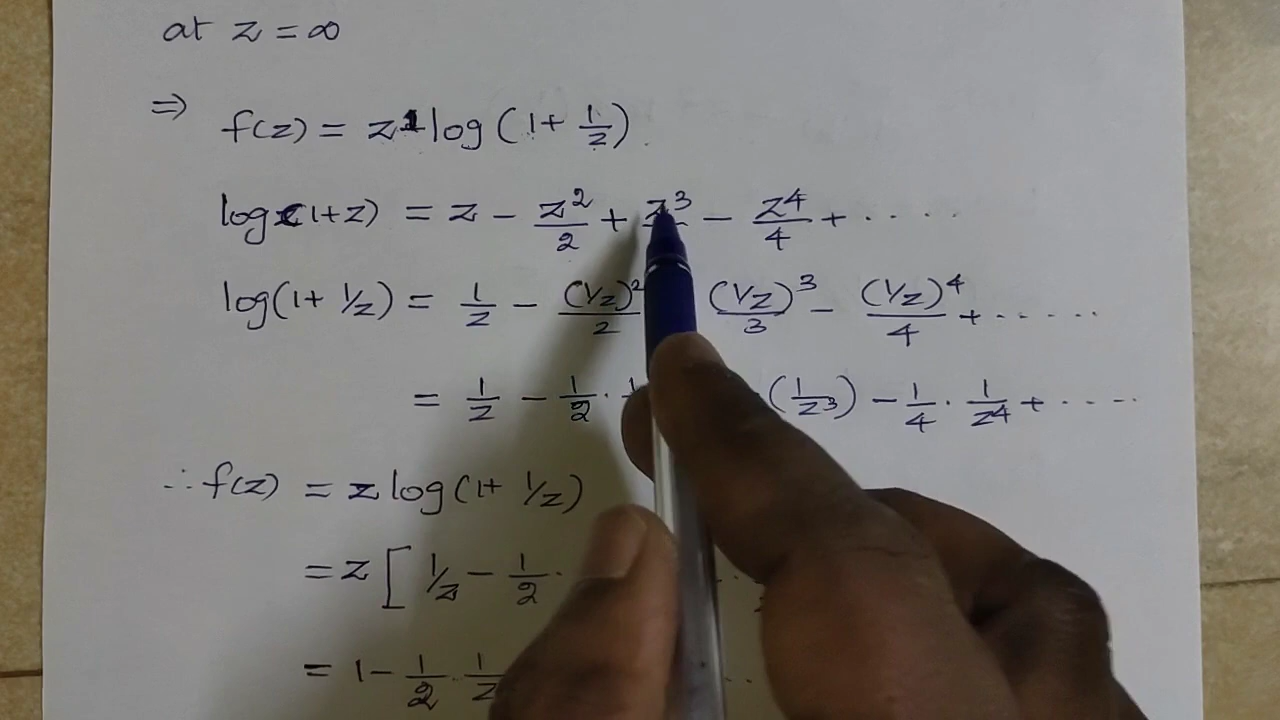 at z = ∞
⇒ f(z) = z log(1 + 1/z)
log(1+z) = z - z²/2 + z³ - z⁴/4 + .....
log(1 + 1/z) = 1/z - (1/z)²/2 (1/z)³/3 - (1/z)⁴/4 + .....
= 1/z - 1/2 · (1/z³) - 1/4 · 1/z⁴ + ....
∴ f(z) = z log(1 + 1/z)
= z [ 1/z - 1/2 ·
= 1 - 1/2 · 1/z